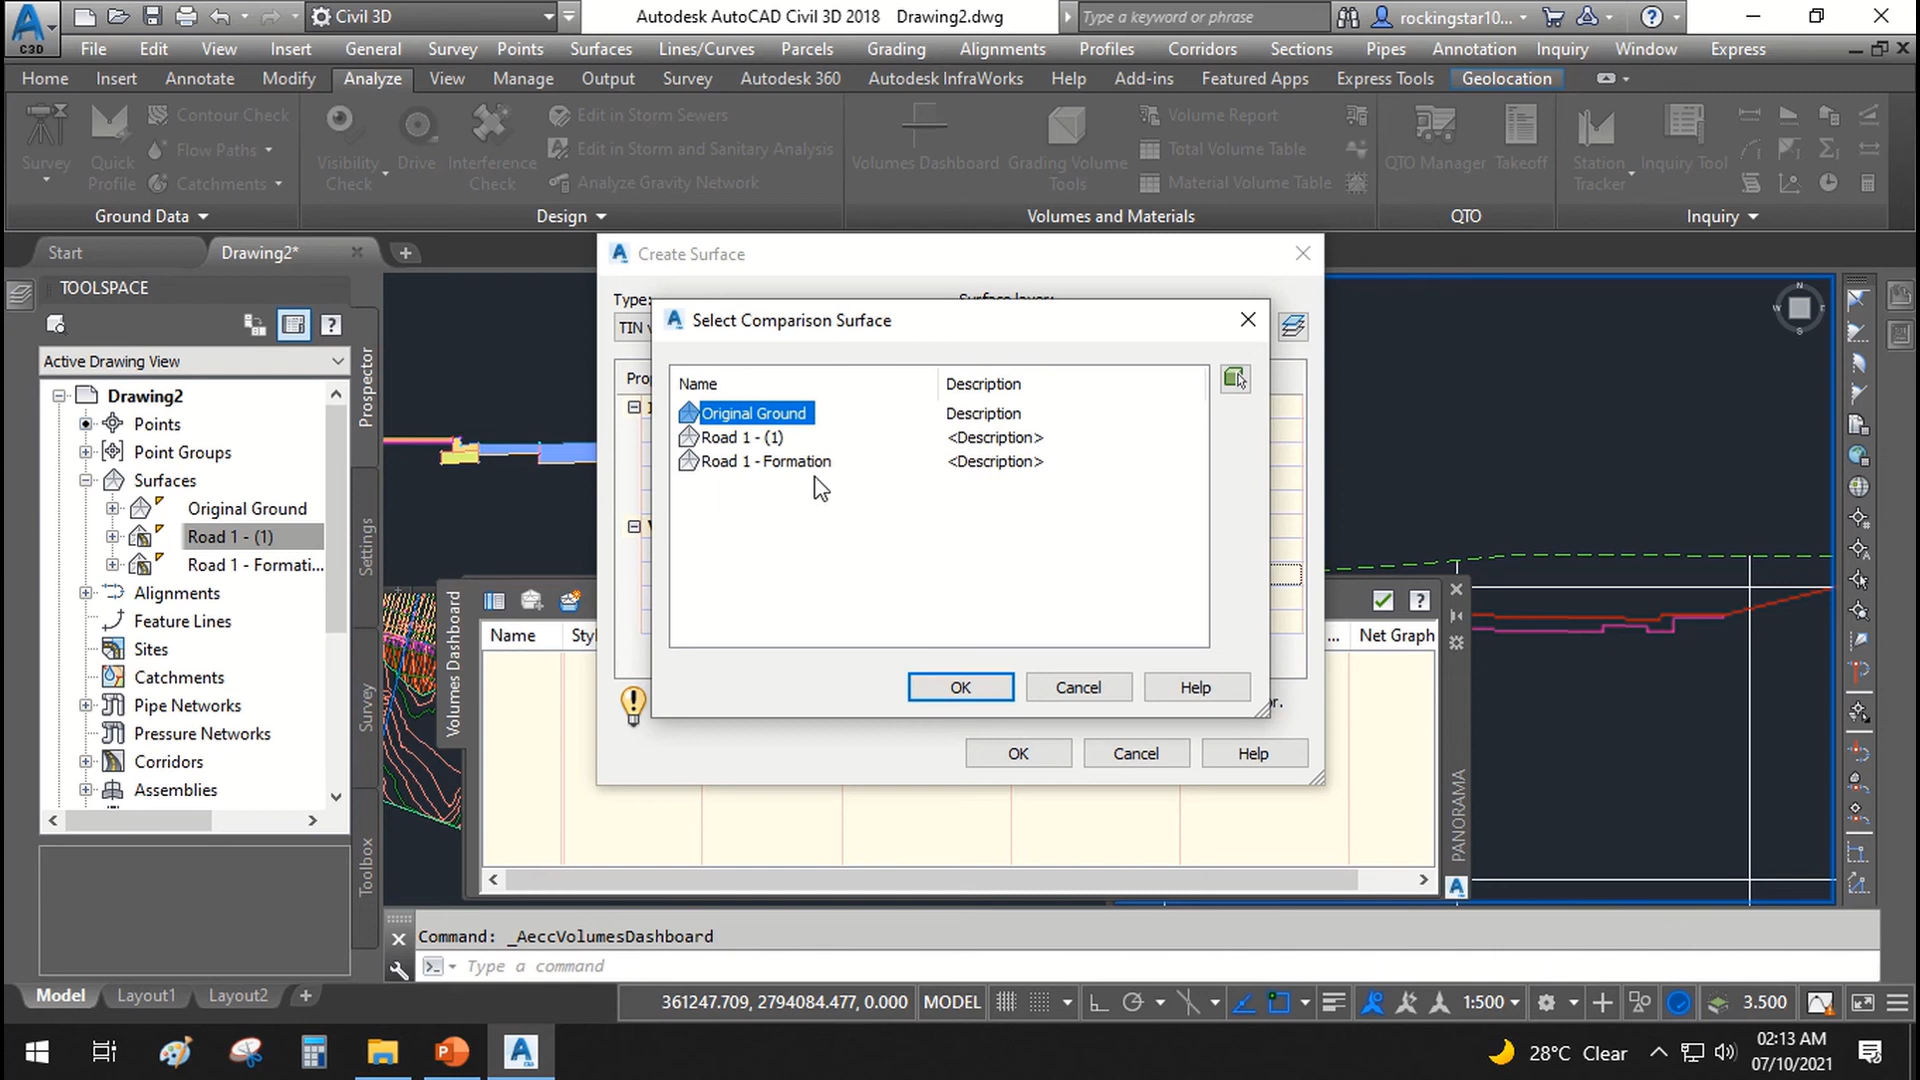 C3D
Civil 3D
Autodesk AutoCAD Civil 3D 2018 Drawing2.dwg
Type a keyword or phrase
rockingstar10...
File Edit View Insert General Survey Points Surfaces Lines/Curves Parcels Grading Alignments Profiles Corridors Sections Pipes Annotation Inquiry Window Express
Home Insert Annotate Modify Analyze View Manage Output Survey Autodesk 360 Autodesk InfraWorks Help Add-ins Featured Apps Express Tools Geolocation
Survey
Quick
Profile
Contour Check
Flow Paths
Catchments
Ground Data
Visibility
Check
Drive
Interference
Check
Edit in Storm Sewers
Edit in Storm and Sanitary Analysis
Analyze Gravity Network
Design
Volumes Dashboard
Grading Volume
Tools
Volume Report
Total Volume Table
Material Volume Table
Volumes and Materials
QTO Manager
Takeoff
QTO
Station
Tracker
Inquiry Tool
Inquiry
Start
Drawing2*
TOOLSPACE
Active Drawing View
Drawing2
Points
Point Groups
Surfaces
Original Ground
Road 1 - (1)
Road 1 - Formati...
Alignments
Feature Lines
Sites
Catchments
Pipe Networks
Pressure Networks
Corridors
Assemblies
Prospector
Settings
Survey
Toolbox
Create Surface
Type:
Surface layer:
TIN v
Pro
Select Comparison Surface
Name Description
Original Ground Description
Road 1 - (1) <Description>
Road 1 - Formation <Description>
OK Cancel Help
r.
OK Cancel Help
Volumes Dashboard
Name
Styl
...
Net Graph
PANORAMA
N
W
S
Command: _AeccVolumesDashboard
Type a command
Model Layout1 Layout2
361247.709, 2794084.477, 0.000 MODEL
1:500
3.500
28°C Clear
02:13 AM
07/10/2021